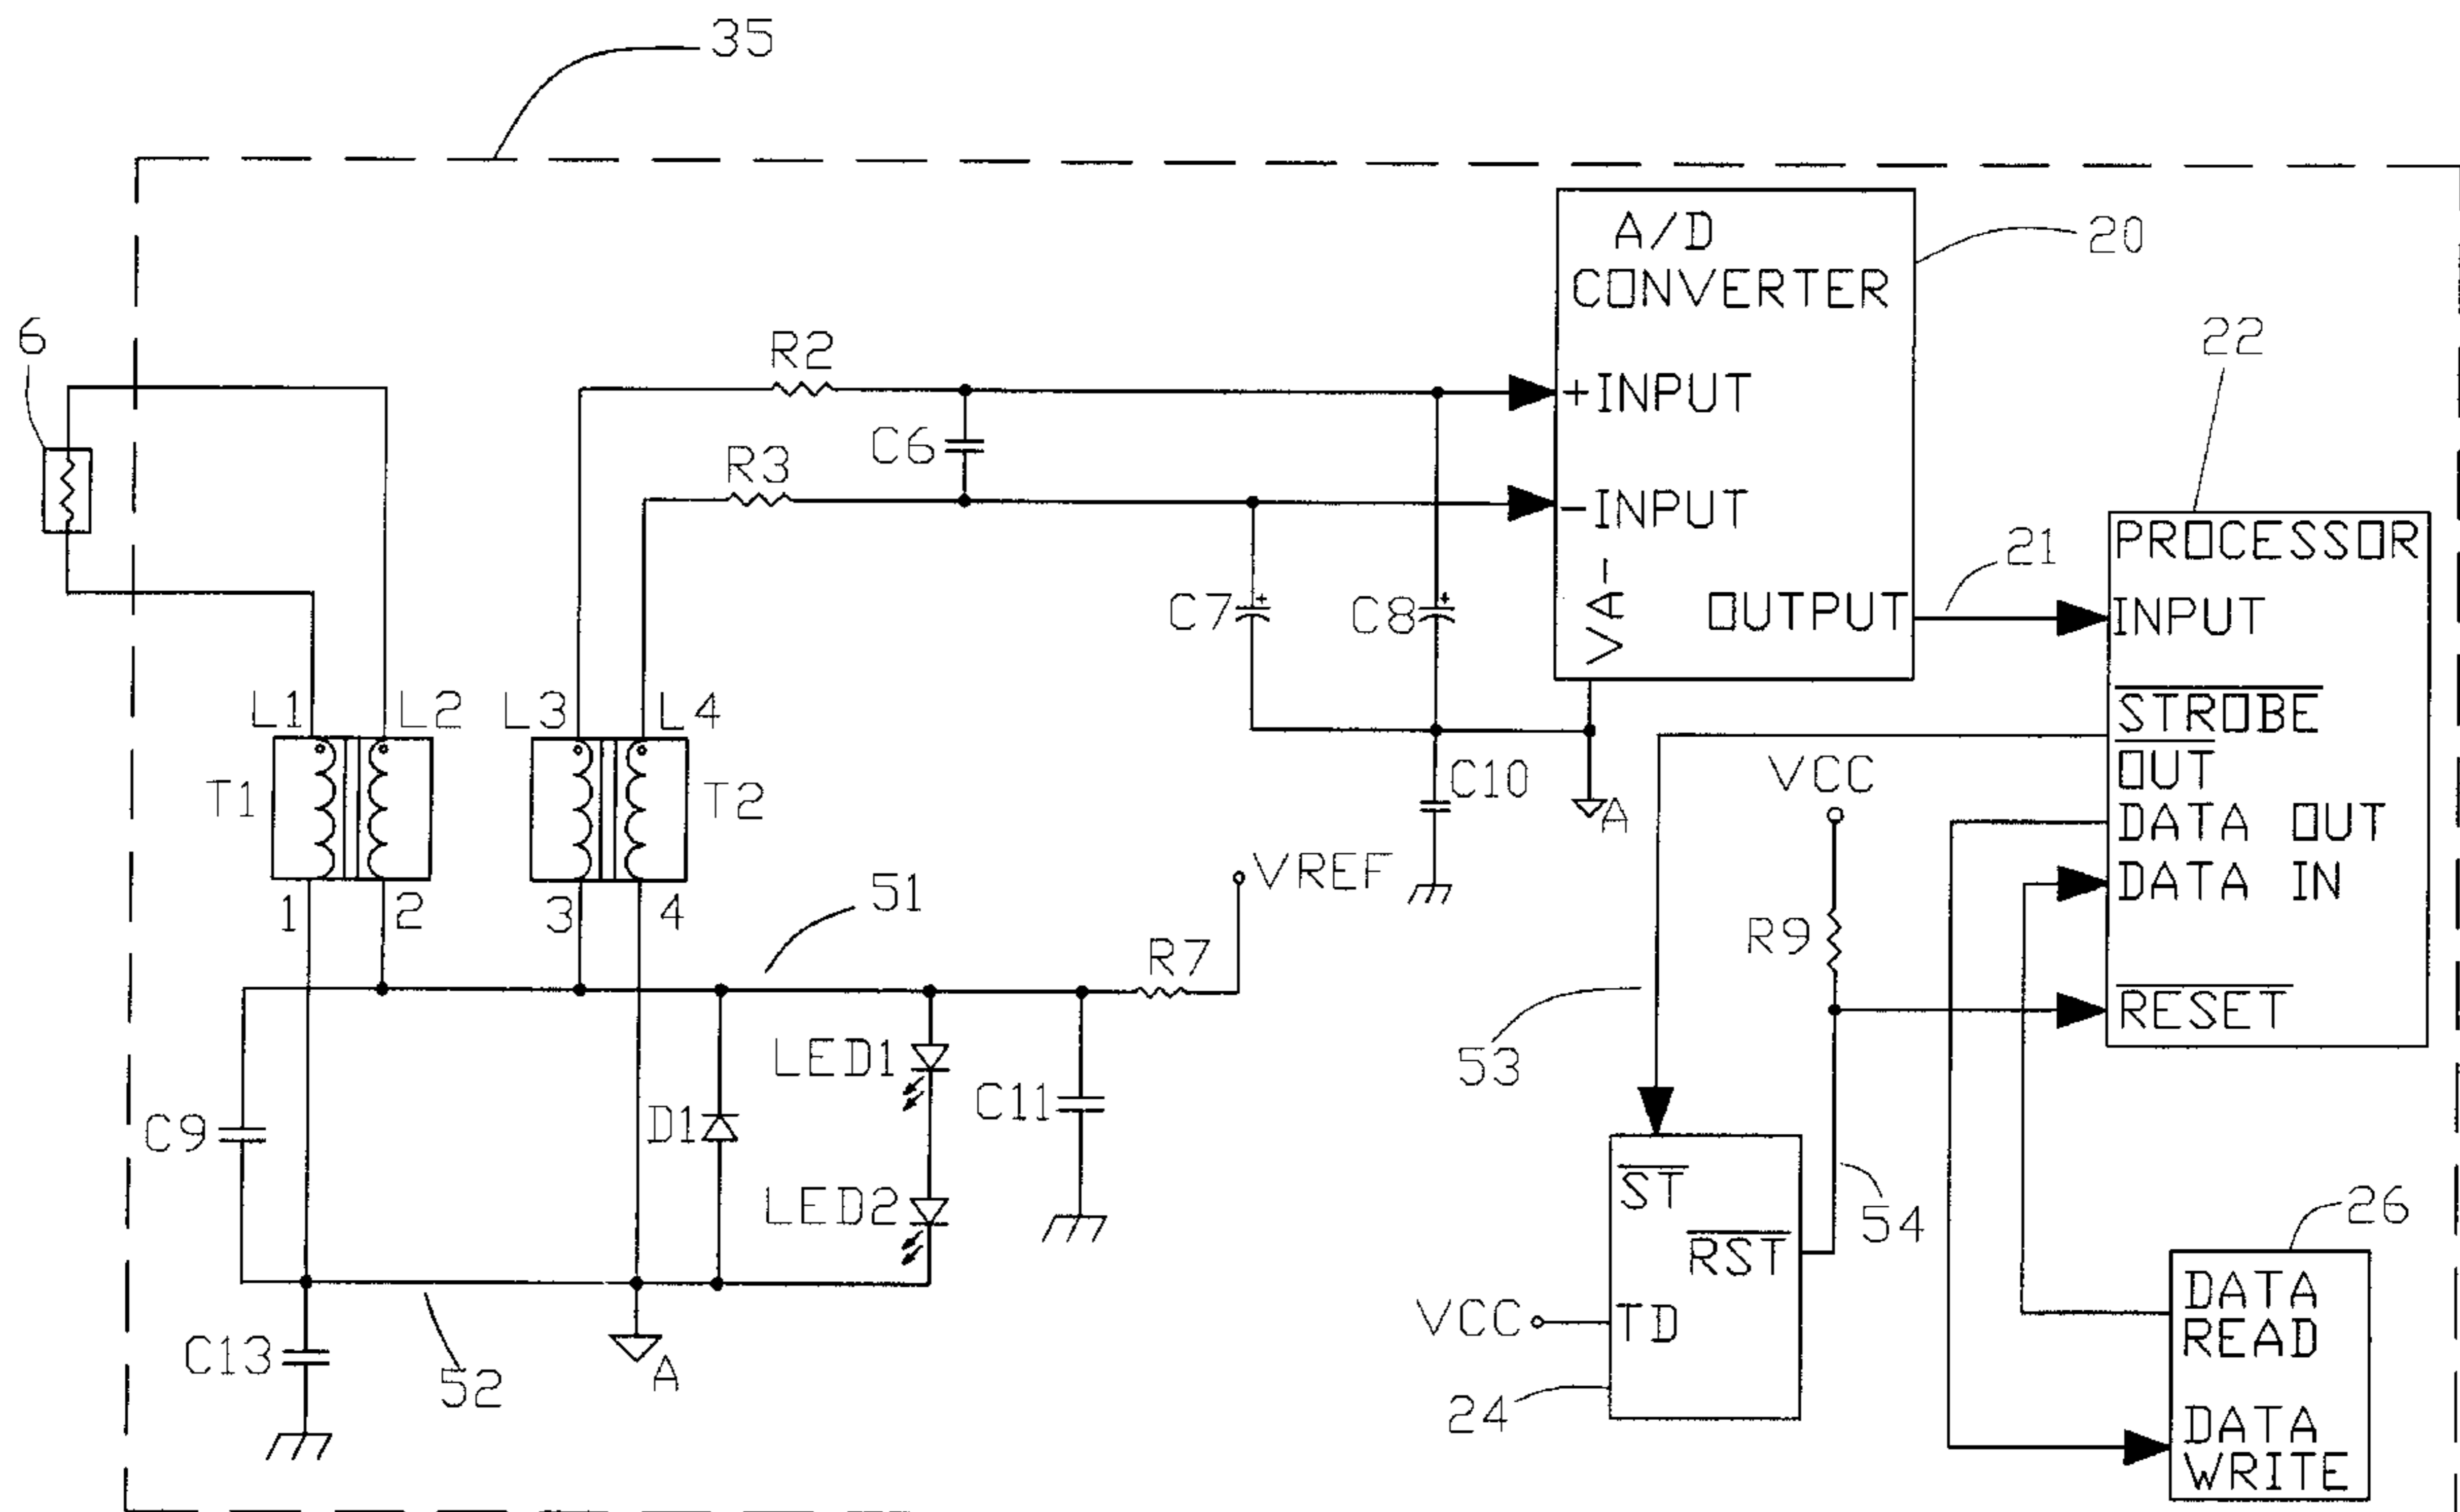 35
A/D
CONVERTER
20
6
R2
+INPUT
22
R3
C6
-INPUT
PROCESSOR
21
C7
C8
VA-
OUTPUT
INPUT
L1
L2
L3
L4
STROBE
OUT
T1
T2
C10
A
VCC
DATA OUT
DATA IN
1
2
3
4
51
VREF
R7
R9
RESET
53
LED1
C9
D1
C11
ST
LED2
54
RST
26
DATA
READ
VCC
TD
C13
52
A
24
DATA
WRITE